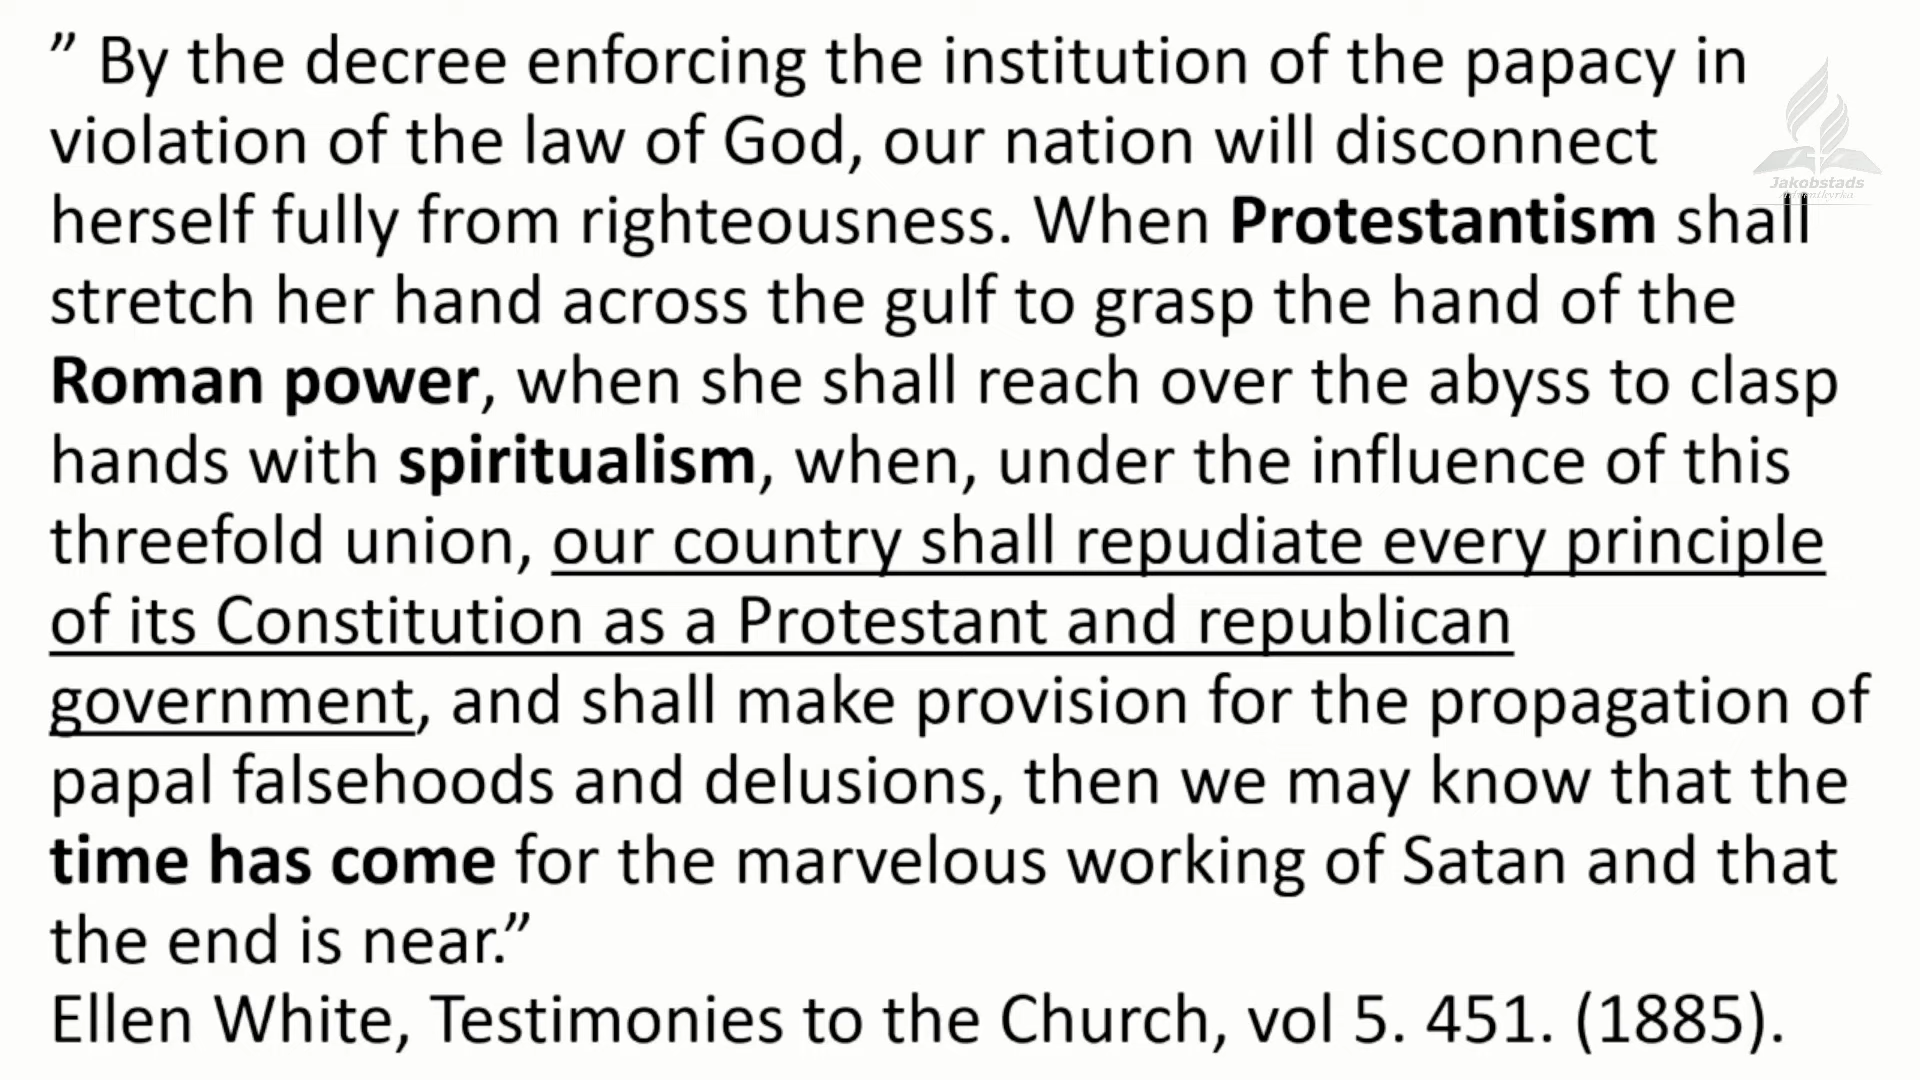 ” By the decree enforcing the institution of the papacy in
violation of the law of God, our nation will disconnect
herself fully from righteousness. When Protestantism shall
stretch her hand across the gulf to grasp the hand of the
Roman power, when she shall reach over the abyss to clasp
hands with spiritualism, when, under the influence of this
threefold union, our country shall repudiate every principle
of its Constitution as a Protestant and republican
government, and shall make provision for the propagation of
papal falsehoods and delusions, then we may know that the
time has come for the marvelous working of Satan and that
the end is near.”
Ellen White, Testimonies to the Church, vol 5. 451. (1885).
Jakobstads